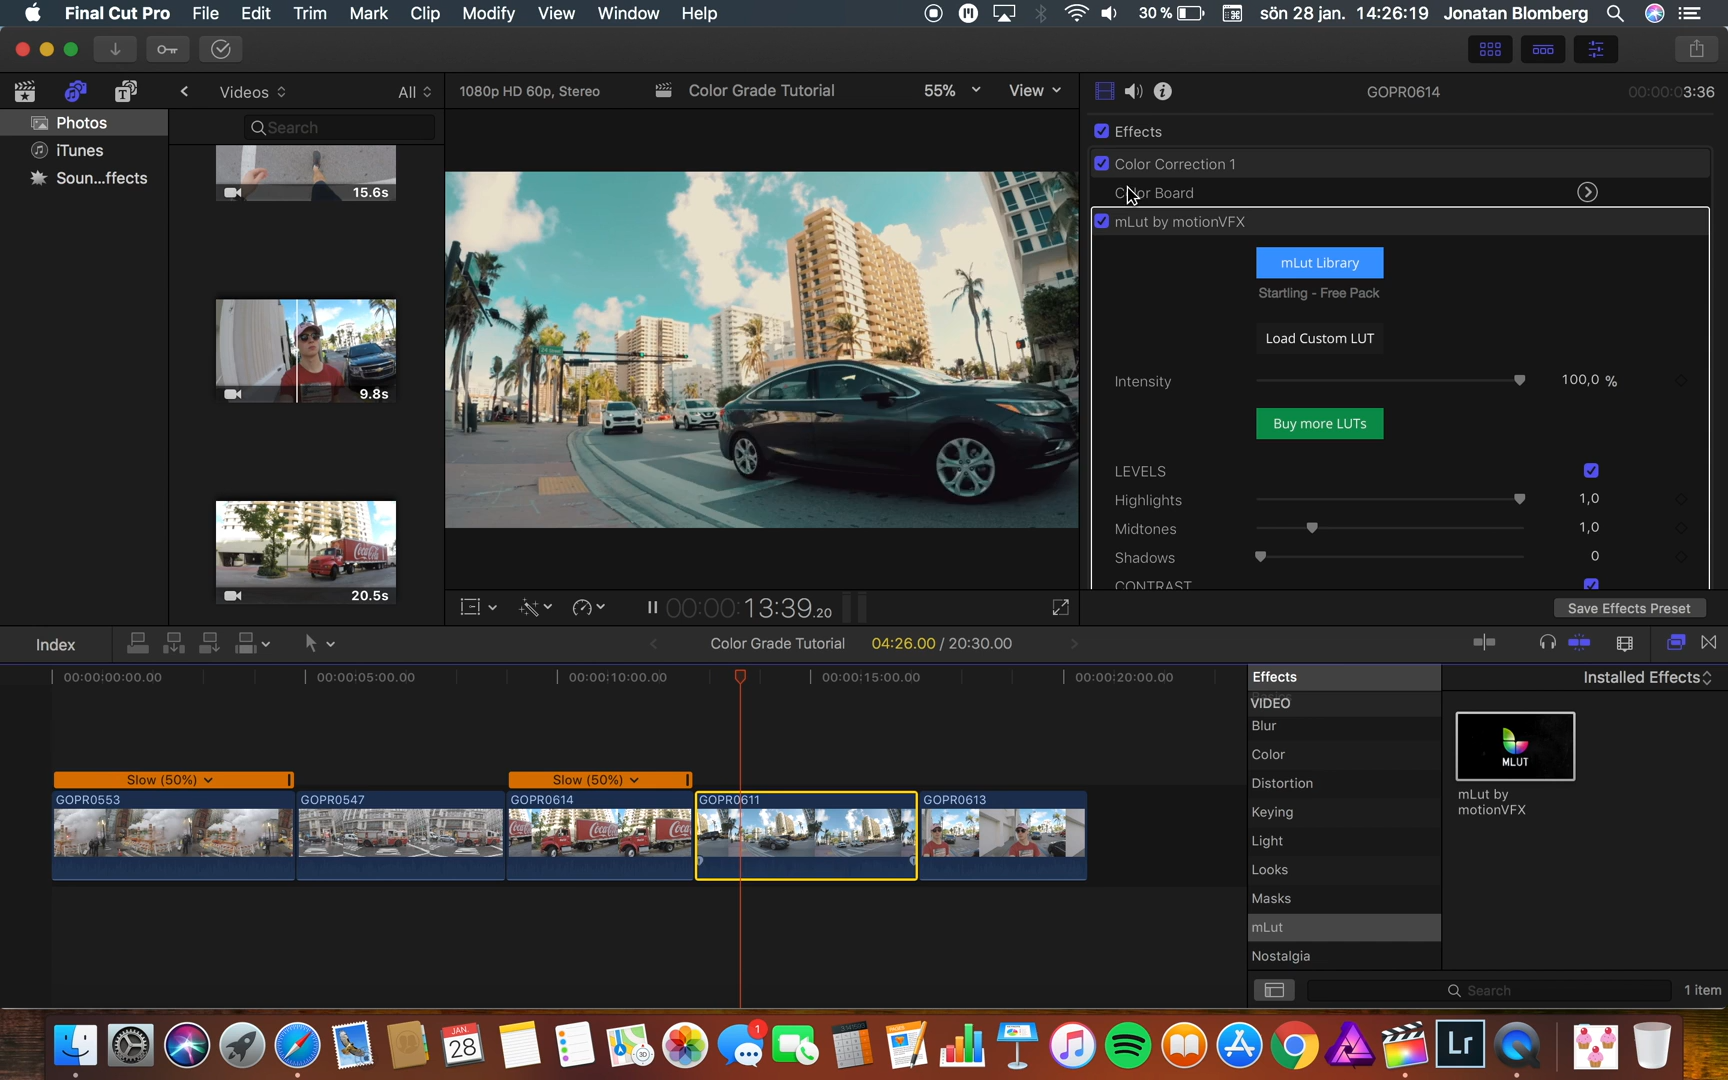 Final Cut Pro File Edit Trim Mark Clip Modify View Window Help
30 % sön 28 jan. 14:26:19 Jonatan Blomberg
Videos All
1080p HD 60p, Stereo Color Grade Tutorial 55% View
GOPR0614 00:00:03:36
Photos
iTunes
Soun...ffects
Search
15.6s
9.8s
20.5s
Effects
Color Correction 1
Color Board
mLut by motionVFX
mLut Library
Startling - Free Pack
Load Custom LUT
Intensity 100,0 %
Buy more LUTs
LEVELS
Highlights 1,0
Midtones 1,0
Shadows 0
CONTRAST
00:00:13:39.20
Save Effects Preset
Index
Color Grade Tutorial 04:26.00 / 20:30.00
00:00:00:00.00 00:00:05:00.00 00:00:10:00.00 00:00:15:00.00 00:00:20:00.00
Slow (50%) Slow (50%)
GOPR0553 GOPR0547 GOPR0614 GOPR0611 GOPR0613
Effects
Installed Effects
VIDEO
Blur
Color
Distortion
Keying
Light
Looks
Masks
mLut
Nostalgia
MLUT
mLut by
motionVFX
Search
1 item
JAN.
28
1
Lr